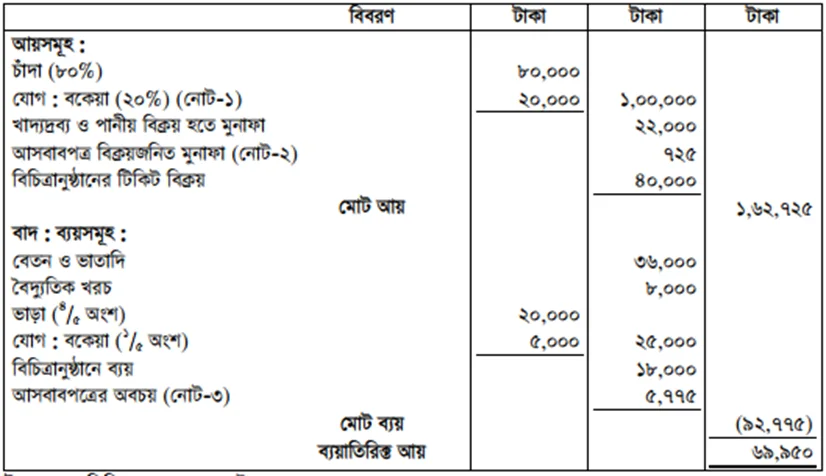 বিবরণ টাকা টাকা টাকা
আয়সমূহ :
চাঁদা (৮০%) ৮০,০০০
যোগ : বকেয়া (২০%) (নোট-১) ২০,০০০ ১,০০,০০০
খাদ্যদ্রব্য ও পানীয় বিক্রয় হতে মুনাফা ২২,০০০
আসবাবপত্র বিক্রয়জনিত মুনাফা (নোট-২) ৭২৫
বিচিত্রানুষ্ঠানের টিকিট বিক্রয় ৪০,০০০
মোট আয় ১,৬২,৭২৫
বাদ : ব্যয়সমূহ :
বেতন ও ভাতাদি ৩৬,০০০
বৈদ্যুতিক খরচ ৮,০০০
ভাড়া (৪/৫ অংশ) ২০,০০০
যোগ : বকেয়া (১/৫ অংশ) ৫,০০০ ২৫,০০০
বিচিত্রানুষ্ঠানে ব্যয় ১৮,০০০
আসবাবপত্রের অবচয় (নোট-৩) ৫,৭৭৫
মোট ব্যয় (৯২,৭৭৫)
ব্যয়াতিরিক্ত আয় ৬৯,৯৫০